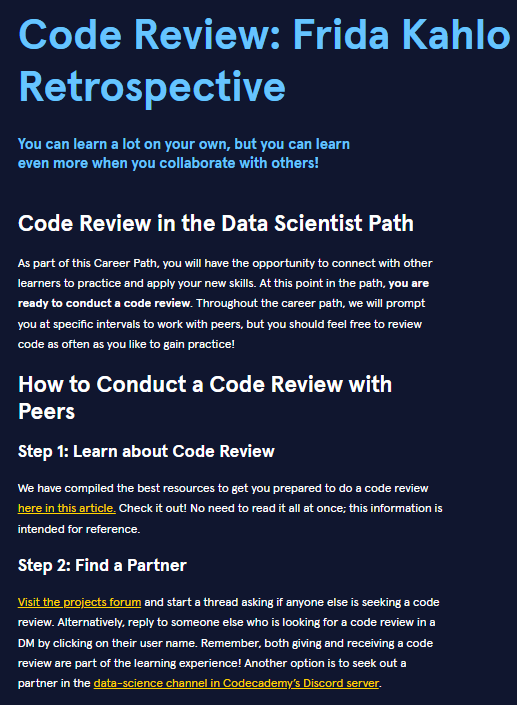 Code Review: Frida Kahlo
Retrospective
You can learn a lot on your own, but you can learn
even more when you collaborate with others!
Code Review in the Data Scientist Path
As part of this Career Path, you will have the opportunity to connect with other
learners to practice and apply your new skills. At this point in the path, you are
ready to conduct a code review. Throughout the career path, we will prompt
you at specific intervals to work with peers, but you should feel free to review
code as often as you like to gain practice!
How to Conduct a Code Review with
Peers
Step 1: Learn about Code Review
We have compiled the best resources to get you prepared to do a code review
here in this article. Check it out! No need to read it all at once; this information is
intended for reference.
Step 2: Find a Partner
Visit the projects forum and start a thread asking if anyone else is seeking a code
review. Alternatively, reply to someone else who is looking for a code review in a
DM by clicking on their user name. Remember, both giving and receiving a code
review are part of the learning experience! Another option is to seek out a
partner in the data-science channel in Codecademy's Discord server.